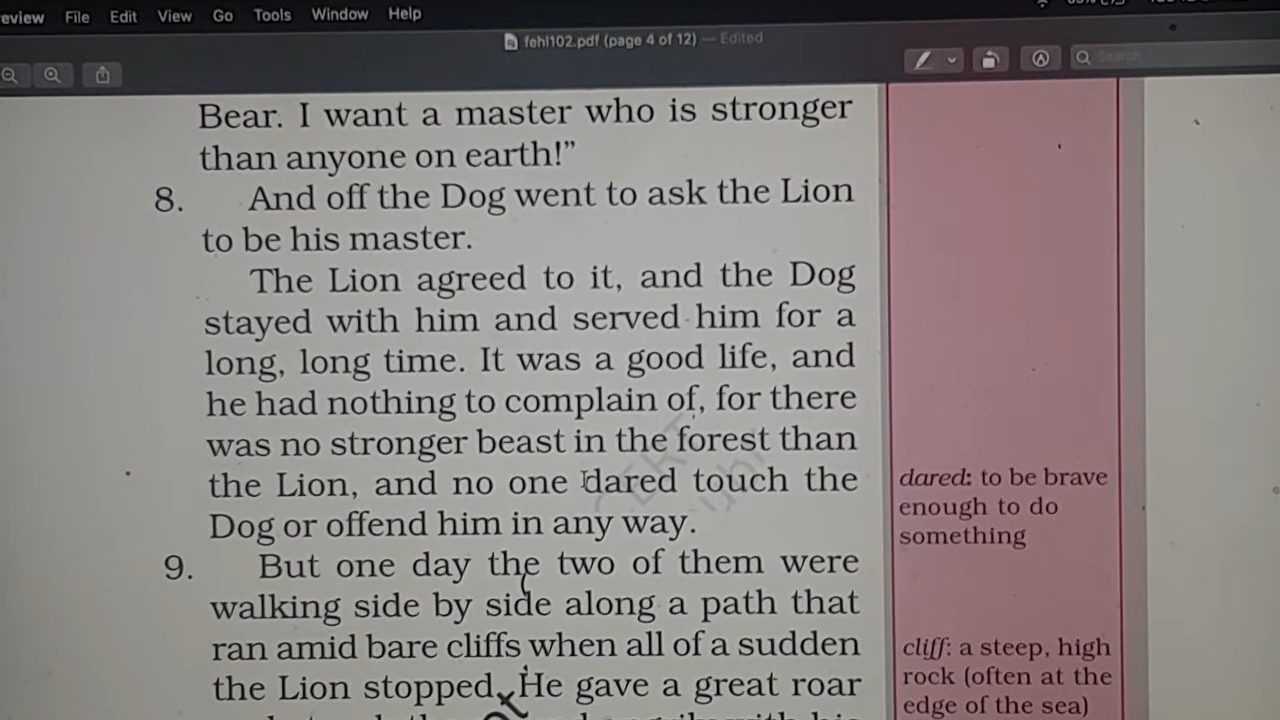 eview File Edit View Go Tools Window Help
fehl102.pdf (page 4 of 12) — Edited
Search
Bear. I want a master who is stronger
than anyone on earth!”
8. And off the Dog went to ask the Lion
to be his master.
The Lion agreed to it, and the Dog
stayed with him and served him for a
long, long time. It was a good life, and
he had nothing to complain of, for there
was no stronger beast in the forest than
the Lion, and no one dared touch the
Dog or offend him in any way.
dared: to be brave
enough to do
something
9. But one day the two of them were
walking side by side along a path that
ran amid bare cliffs when all of a sudden
the Lion stopped. He gave a great roar
cliff: a steep, high
rock (often at the
edge of the sea)